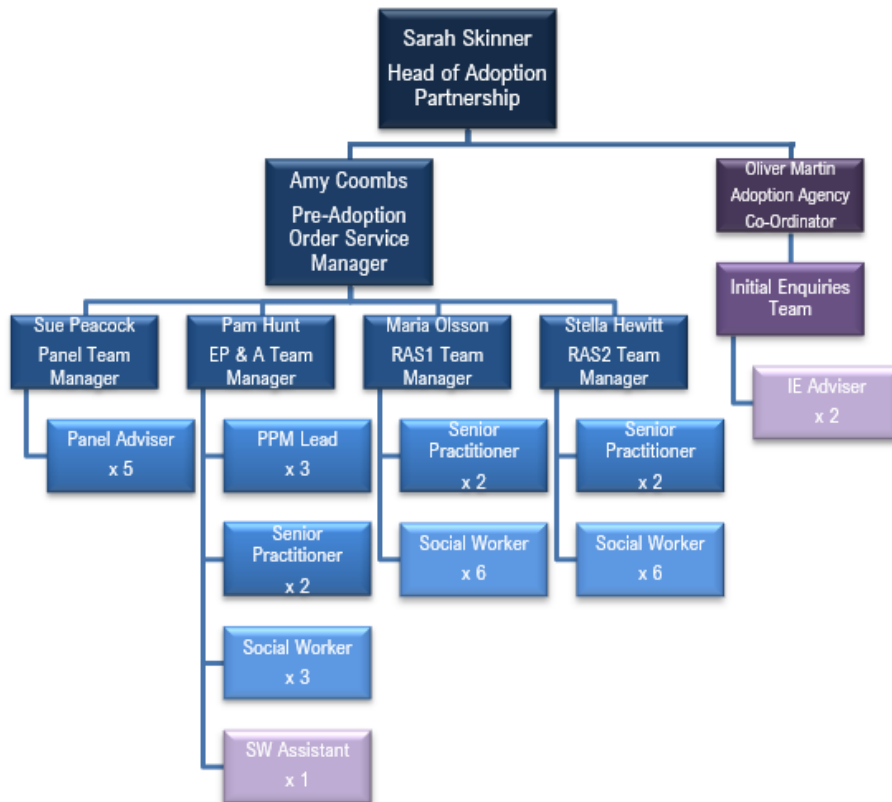 Sarah Skinner
Head of Adoption
Partnership
Amy Coombs
Pre-Adoption
Order Service
Manager
Oliver Martin
Adoption Agency
Co-Ordinator
Initial Enquiries
Team
IE Adviser
x 2
Sue Peacock
Panel Team
Manager
Panel Adviser
x 5
Pam Hunt
EP & A Team
Manager
PPM Lead
x 3
Senior
Practitioner
x 2
Social Worker
x 3
SW Assistant
x 1
Maria Olsson
RAS1 Team
Manager
Senior
Practitioner
x 2
Social Worker
x 6
Stella Hewitt
RAS2 Team
Manager
Senior
Practitioner
x 2
Social Worker
x 6